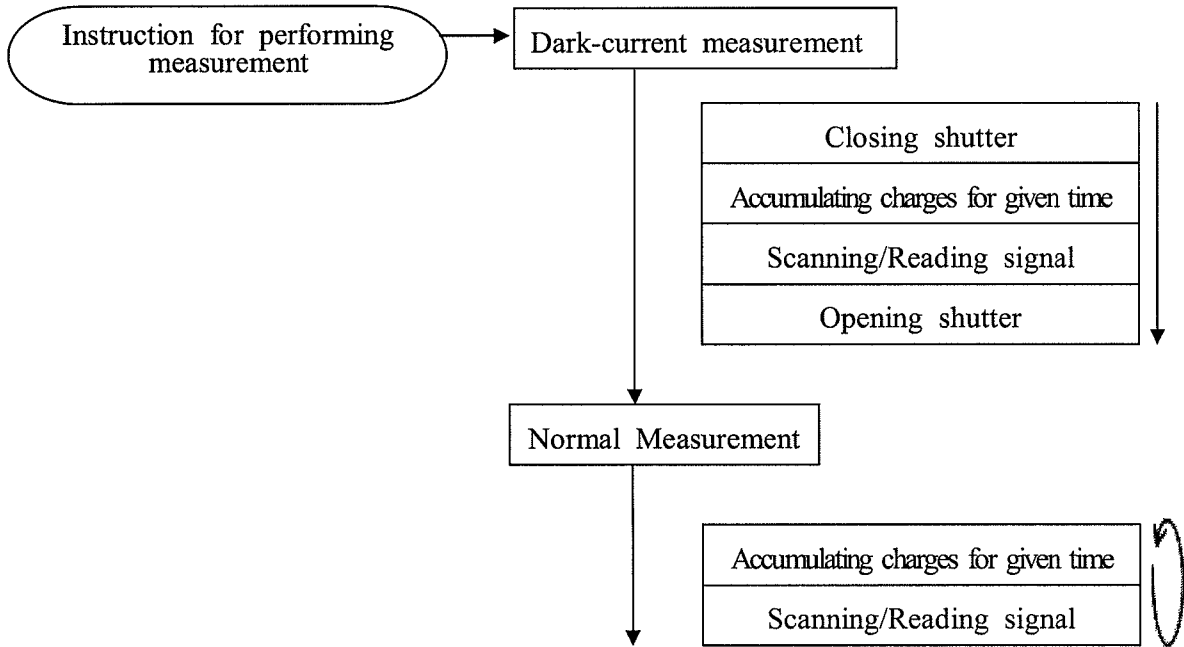 Instruction for performing
measurement
Dark-current measurement
Closing shutter
Accumulating charges for given time
Scanning/Reading signal
Opening shutter
Normal Measurement
Accumulating charges for given time
Scanning/Reading signal